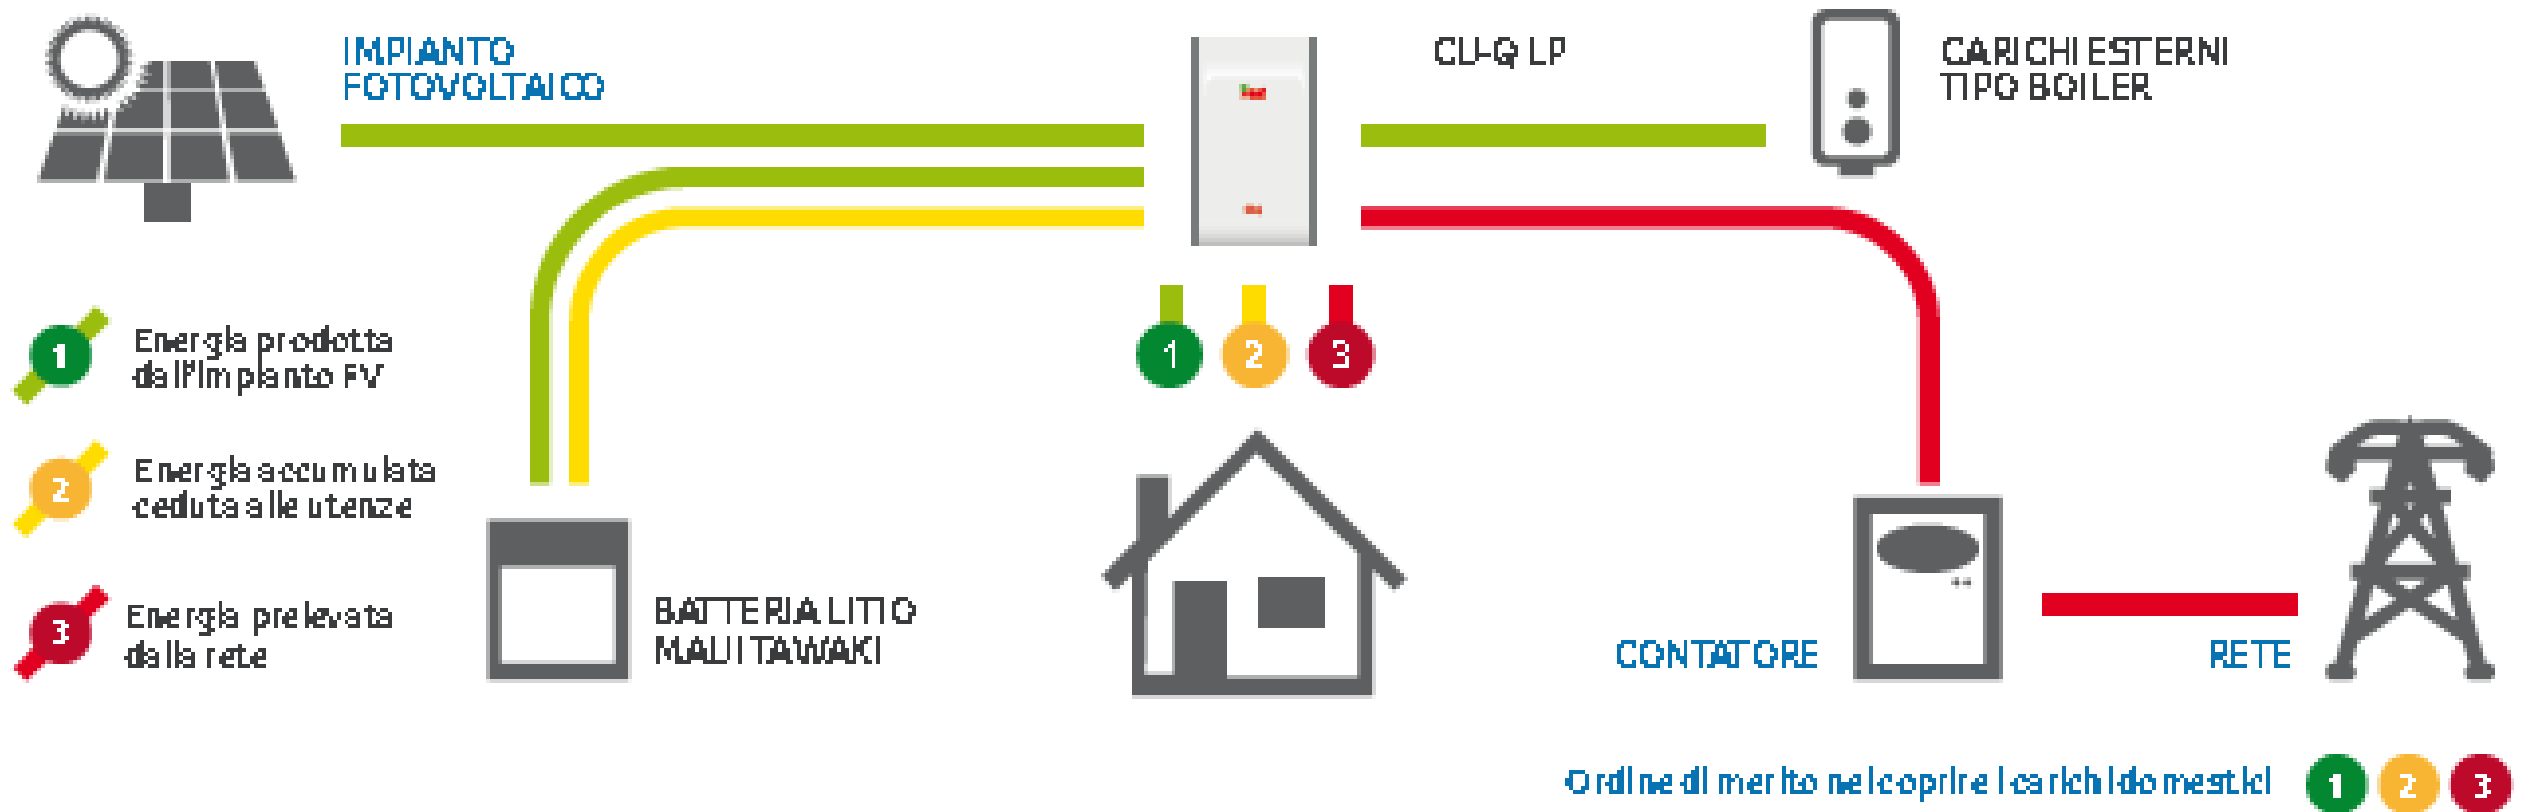 IMPIANTO
FOTOVOLTAICO
CU-Q LP
CARICHI ESTERNI
TIPO BOILER
1
Energia prodotta
dall'impianto FV
1 2 3
2
Energia accumulata
ceduta alle utenze
3
Energia prelevata
dalla rete
BATTERIA LITIO
MAUI TAWAKI
CONTATORE
RETE
Ordine di merito nel coprire i carichi domestici 1 2 3